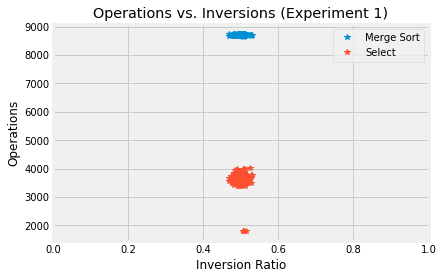 Operations vs. Inversions (Experiment 1)
9000
8000
7000
6000
5000
4000
3000
2000
Operations
Merge Sort
Select
0.0 0.2 0.4 0.6 0.8 1.0
Inversion Ratio